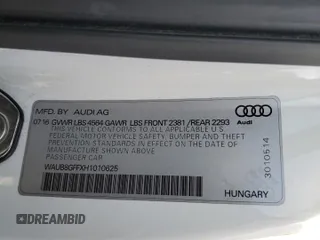 MFD. BY: AUDI AG
07.16 GVWR LBS 4564 GAWR LBS FRONT 2381 / REAR 2293
THIS VEHICLE CONFORMS TO ALL APPLICABLE
U.S. FEDERAL MOTOR VEHICLE SAFETY, BUMPER AND THEFT
PREVENTION STANDARDS IN EFFECT ON THE DATE OF
MANUFACTURE SHOWN ABOVE
PASSENGER CAR
WAUB8GFFXH1010625
Audi
3010614
HUNGARY
DREAMBID